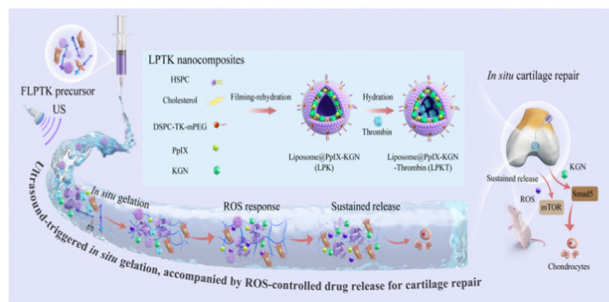 FLPTK precursor
US
LPTK nanocomposites
HSPC
Cholesterol
DSPC-TK-mPEG
PpIX
KGN
Filming-rehydration
Liposome@PpIX-KGN
(LPK)
Hydration
Thrombin
Liposome@PpIX-KGN
-Thrombin (LPKT)
In situ cartilage repair
Sustained release
KGN
ROS
mTOR
Smad5
Chondrocytes
In situ gelation
ROS response
Sustained release
Ultrasound-triggered in situ gelation, accompanied by ROS-controlled drug release for cartilage repair